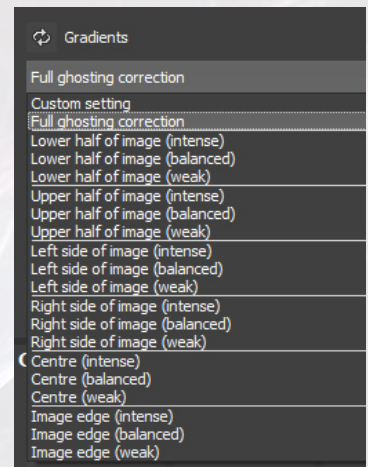 Gradients
Full ghosting correction
Custom setting
Full ghosting correction
Lower half of image (intense)
Lower half of image (balanced)
Lower half of image (weak)
Upper half of image (intense)
Upper half of image (balanced)
Upper half of image (weak)
Left side of image (intense)
Left side of image (balanced)
Left side of image (weak)
Right side of image (intense)
Right side of image (balanced)
Right side of image (weak)
Centre (intense)
Centre (balanced)
Centre (weak)
Image edge (intense)
Image edge (balanced)
Image edge (weak)